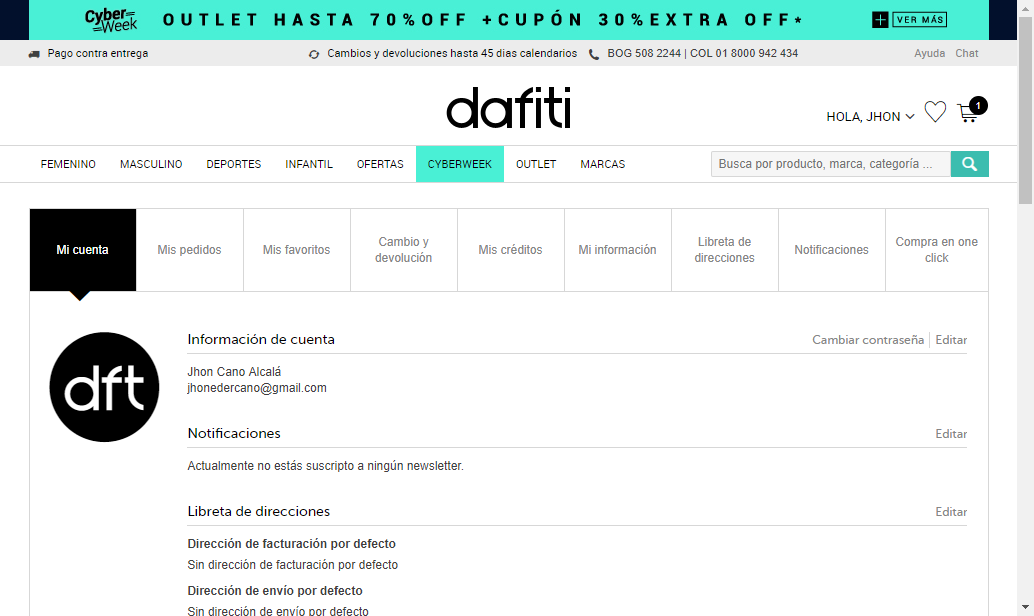 Cyber Week OUTLET HASTA 70%OFF +CUPÓN 30%EXTRA OFF* + VER MÁS
Pago contra entrega Cambios y devoluciones hasta 45 dias calendarios BOG 508 2244 | COL 01 8000 942 434 Ayuda Chat
dafiti
HOLA, JHON 1
FEMENINO MASCULINO DEPORTES INFANTIL OFERTAS CYBERWEEK OUTLET MARCAS Busca por producto, marca, categoría ...
Mi cuenta Mis pedidos Mis favoritos Cambio y devolución Mis créditos Mi información Libreta de direcciones Notificaciones Compra en one click
dft
Información de cuenta Cambiar contraseña Editar
Jhon Cano Alcalá
jhonedercano@gmail.com
Notificaciones Editar
Actualmente no estás suscripto a ningún newsletter.
Libreta de direcciones Editar
Dirección de facturación por defecto
Sin dirección de facturación por defecto
Dirección de envío por defecto
Sin dirección de envío por defecto